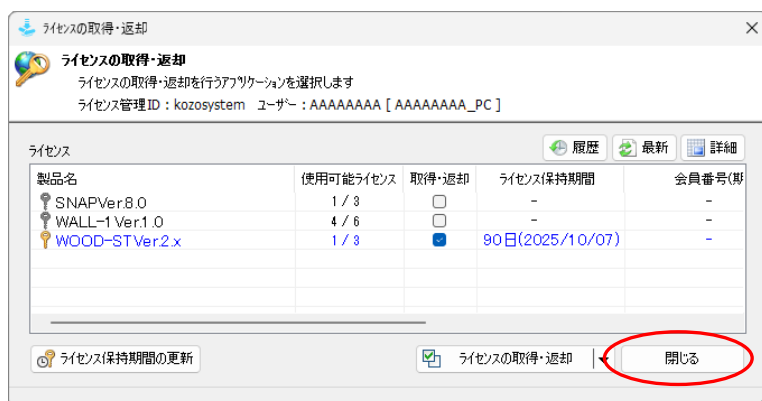 ライセンスの取得・返却
ライセンスの取得・返却
ライセンスの取得・返却を行うアプリケーションを選択します
ライセンス管理ID：kozosystem ユーザー：AAAAAAAA [ AAAAAAAA_PC ]
ライセンス 履歴 最新 詳細
製品名 使用可能ライセンス 取得・返却 ライセンス保持期間 会員番号(期
SNAPVer.8.0 1 / 3 -  -
WALL-1 Ver.1.0 4 / 6 - -
WOOD-ST Ver.2.x 1 / 3 90日(2025/10/07) -
ライセンス保持期間の更新 ライセンスの取得・返却 閉じる